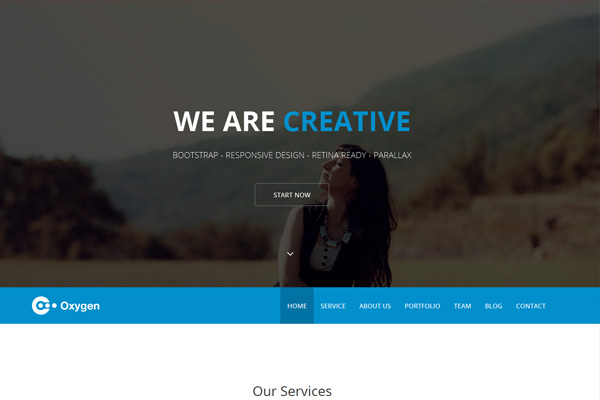 WE ARE CREATIVE
BOOTSTRAP - RESPONSIVE DESIGN - RETINA READY - PARALLAX
START NOW
Oxygen
HOME SERVICE ABOUT US PORTFOLIO TEAM BLOG CONTACT
Our Services